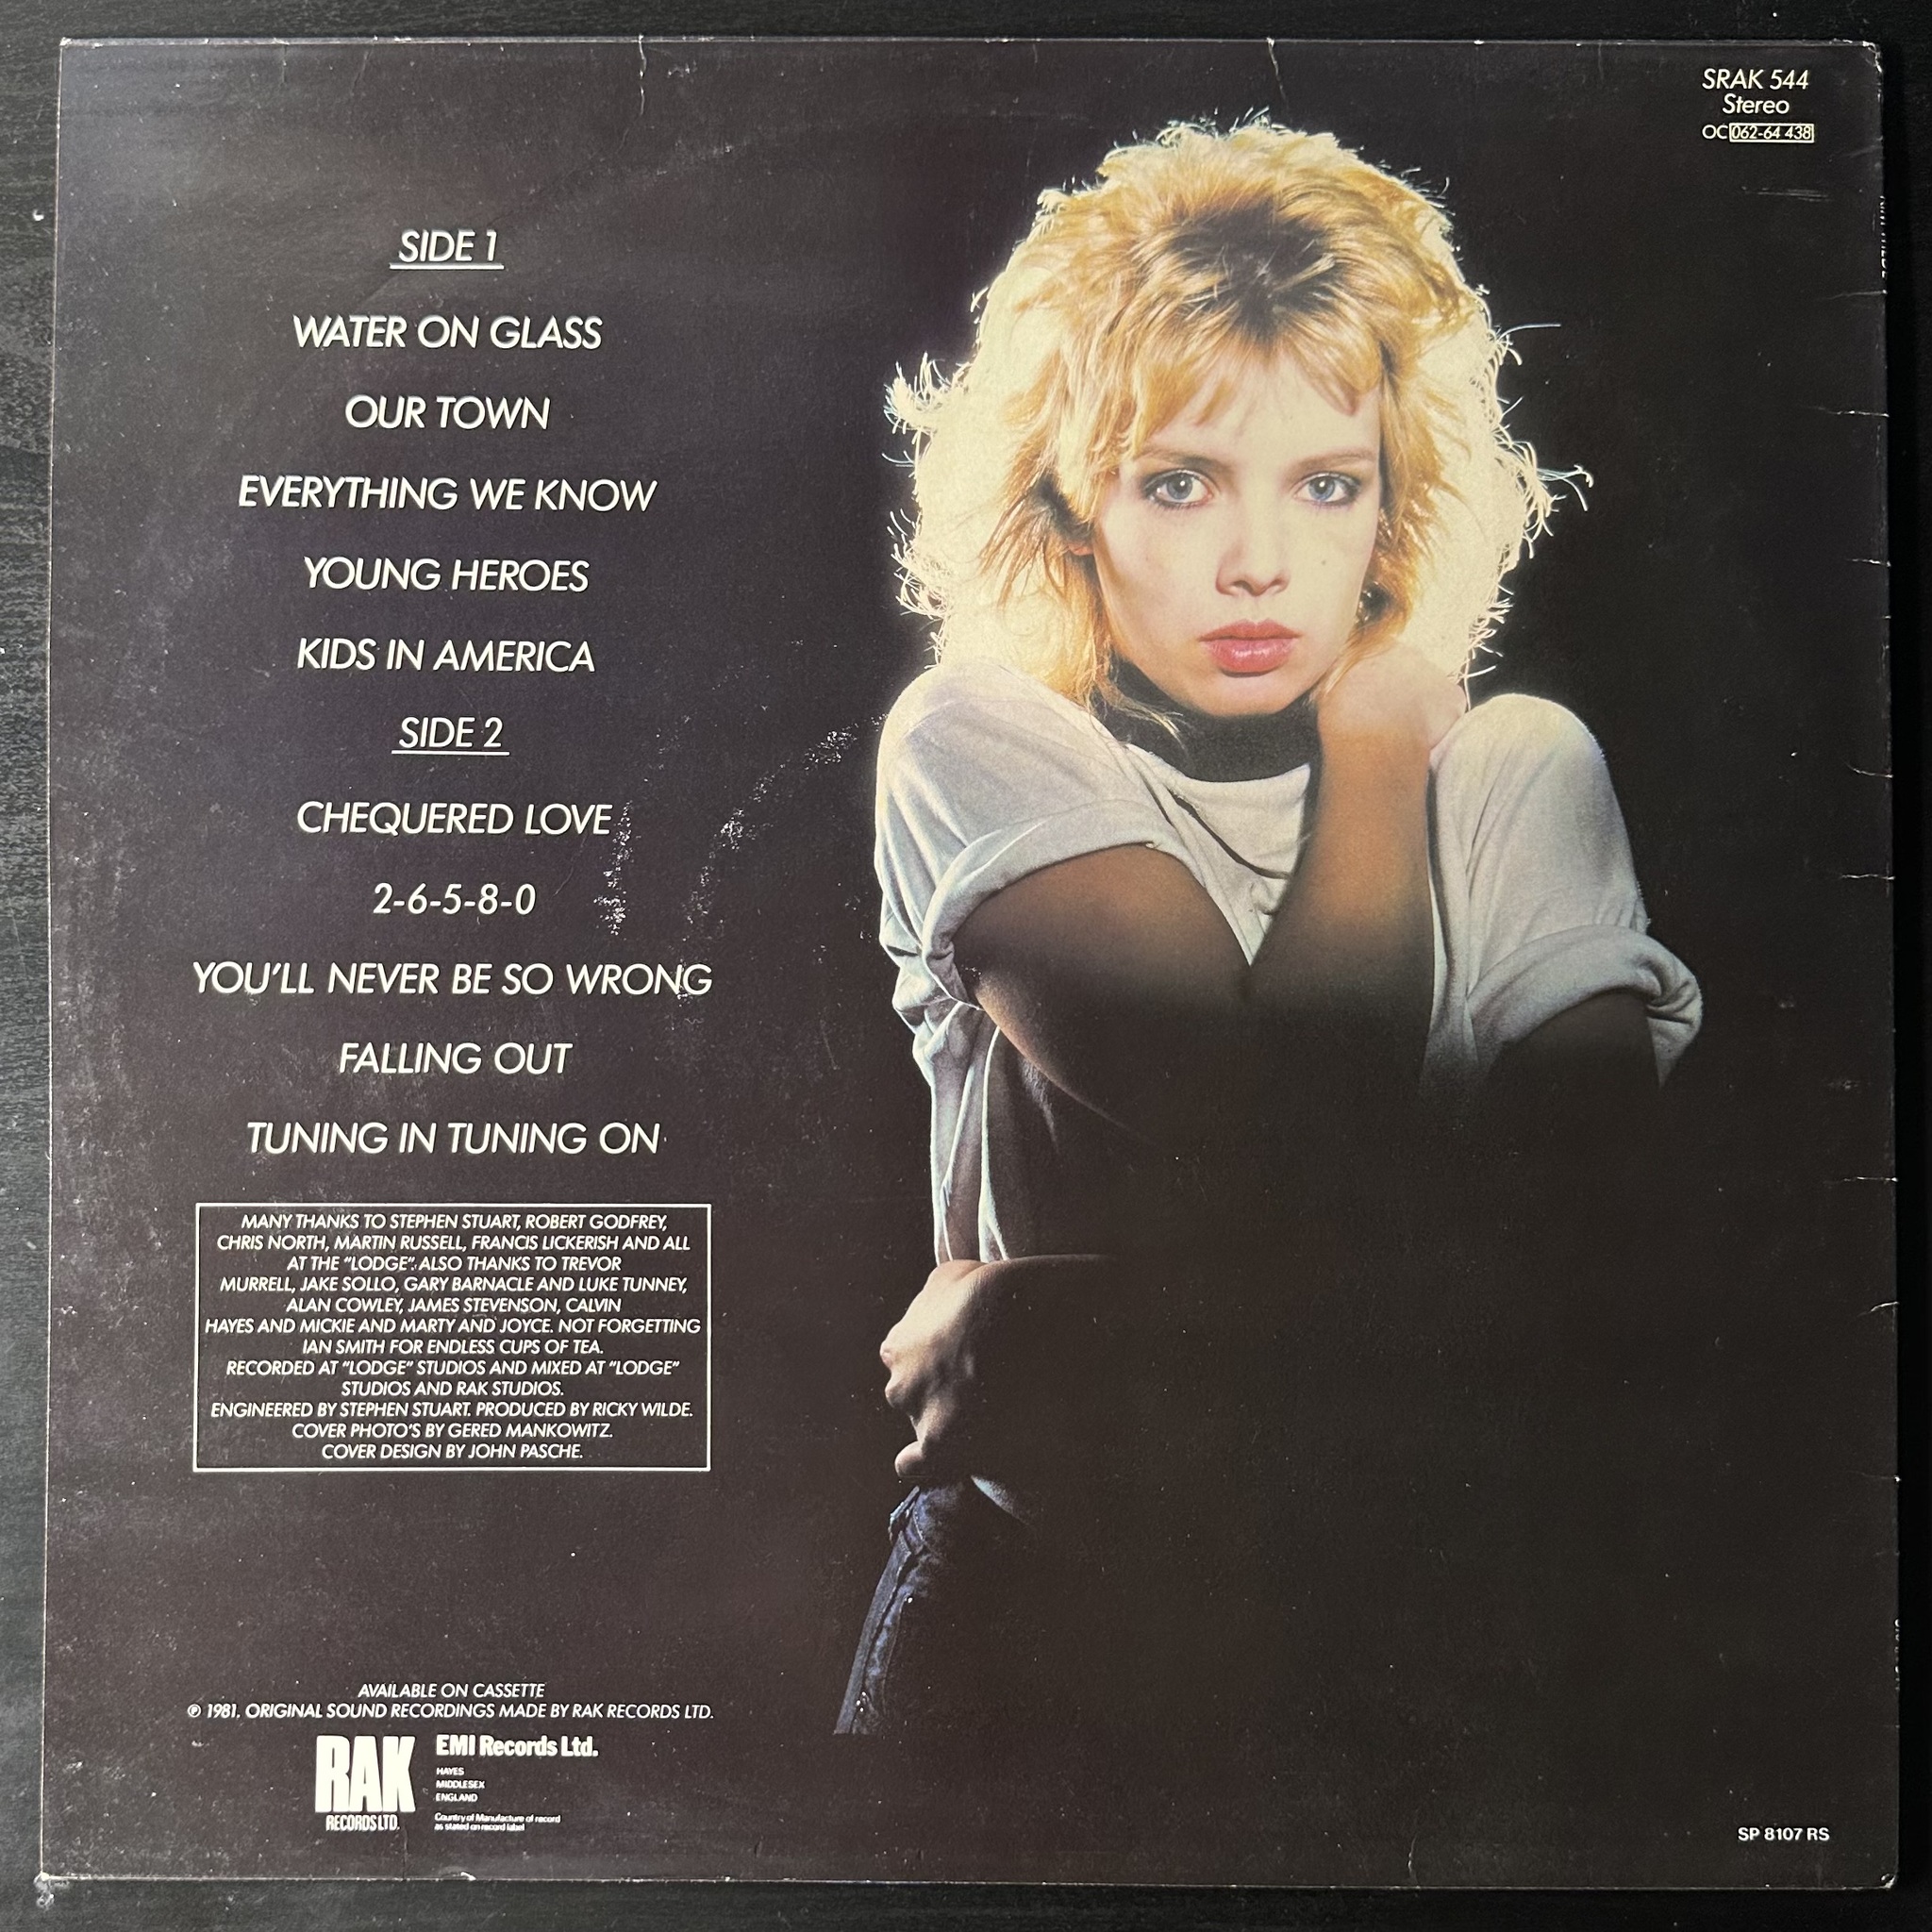 SRAK 544
Stereo
OC 062-64 438
SIDE 1
WATER ON GLASS
OUR TOWN
EVERYTHING WE KNOW
YOUNG HEROES
KIDS IN AMERICA
SIDE 2
CHEQUERED LOVE
2-6-5-8-0
YOU'LL NEVER BE SO WRONG
FALLING OUT
TUNING IN TUNING ON
MANY THANKS TO STEPHEN STUART, ROBERT GODFREY,
CHRIS NORTH, MARTIN RUSSELL, FRANCIS LICKERISH AND ALL
AT THE "LODGE". ALSO THANKS TO TREVOR
MURRELL, JAKE SOLLO, GARY BARNACLE AND LUKE TUNNEY,
ALAN COWLEY, JAMES STEVENSON, CALVIN
HAYES AND MICKIE AND MARTY AND JOYCE. NOT FORGETTING
IAN SMITH FOR ENDLESS CUPS OF TEA.
RECORDED AT "LODGE" STUDIOS AND MIXED AT "LODGE"
STUDIOS AND RAK STUDIOS.
ENGINEERED BY STEPHEN STUART. PRODUCED BY RICKY WILDE.
COVER PHOTO'S BY GERED MANKOWITZ.
COVER DESIGN BY JOHN PASCHE.
AVAILABLE ON CASSETTE
℗ 1981. ORIGINAL SOUND RECORDINGS MADE BY RAK RECORDS LTD.
RAK
RECORDS LTD.
EMI Records Ltd.
HAYES
MIDDLESEX
ENGLAND
Country of Manufacture of record
as stated on record label
SP 8107 RS